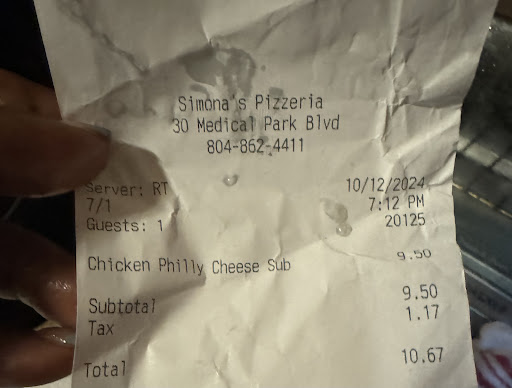 Simona's Pizzeria
30 Medical Park Blvd
804-862-4411
Server: RT 10/12/2024
7/1 7:12 PM
Guests: 1 20125
Chicken Philly Cheese Sub 9.50
Subtotal 9.50
Tax 1.17
Total 10.67